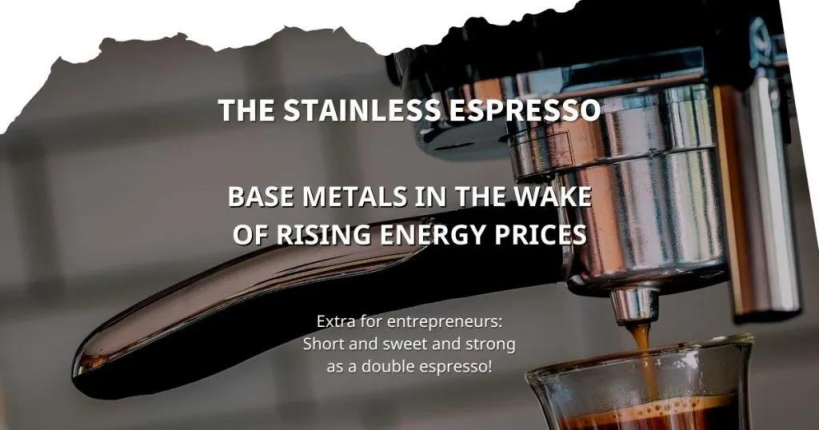 THE STAINLESS ESPRESSO
BASE METALS IN THE WAKE
OF RISING ENERGY PRICES
Extra for entrepreneurs:
Short and sweet and strong
as a double espresso!